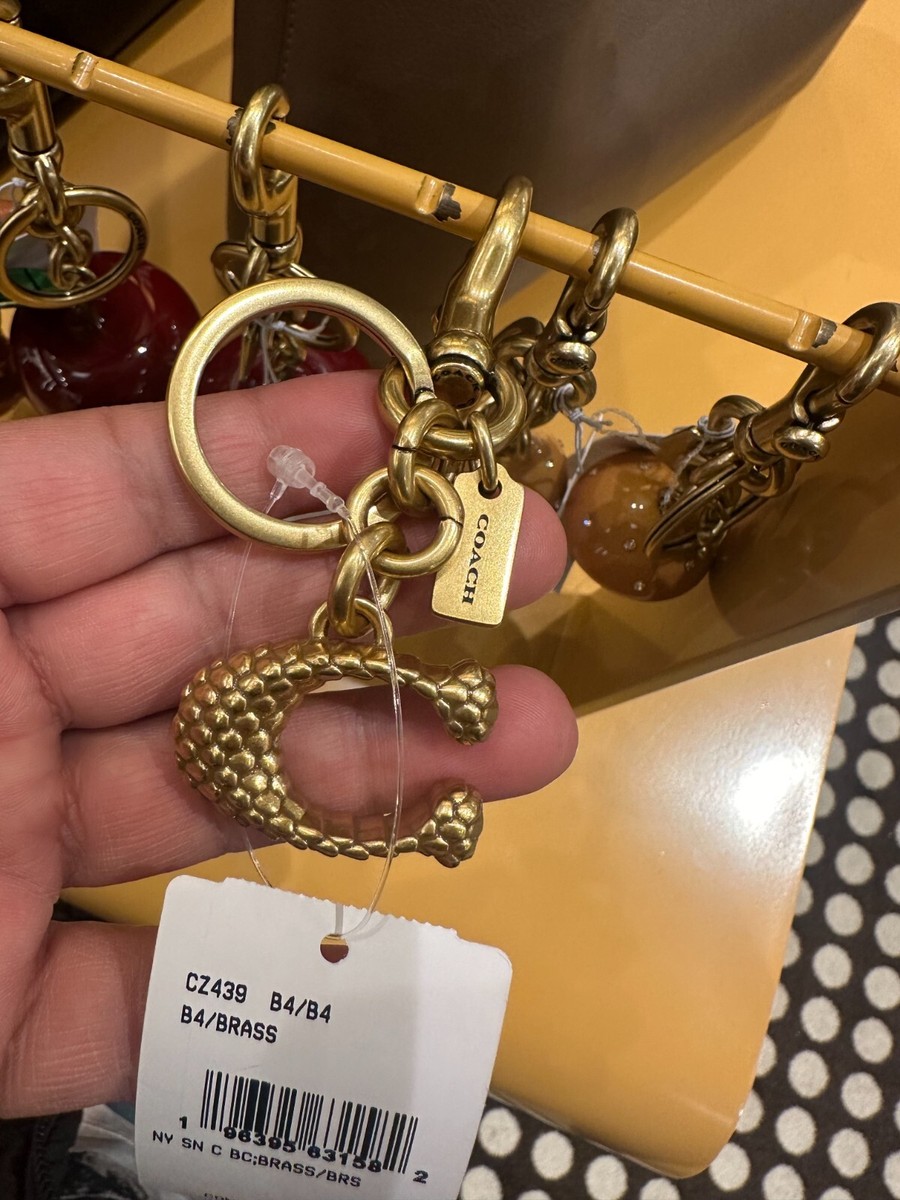 COACH
CZ439 B4/B4
B4/BRASS
1 96395 63158 2
NY SN C BC;BRASS/BRS